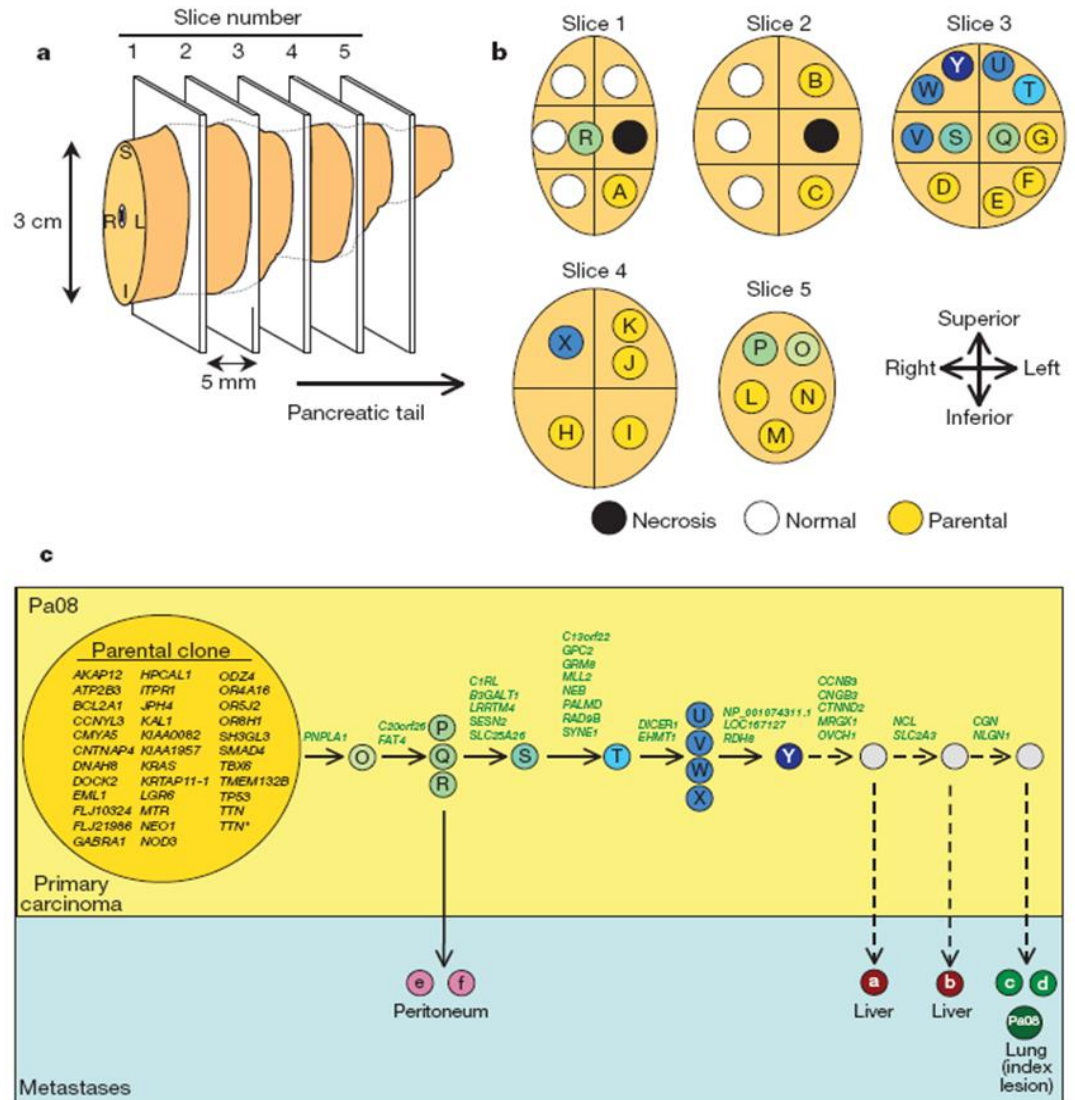 Slice number
a
1 2 3 4 5
S
R L
I
3 cm
5 mm
Pancreatic tail
b
Slice 1
R
A
Slice 2
B
C
Slice 3
Y U
W T
V S Q G
D F
E
Slice 4
X K
J
H I
Slice 5
P O
L N
M
Superior
Right Left
Inferior
Necrosis Normal Parental
c
Pa08
Parental clone
AKAP12 HPCAL1 ODZ4
ATP2B3 ITPR1 OR4A16
BCL2A1 JPH4 OR5J2
CCNYL3 KAL1 OR8H1
CMYA5 KIAA0082 SH3GL3
CNTNAP4 KIAA1957 SMAD4
DNAH8 KRAS TBX6
DOCK2 KRTAP11-1 TMEM132B
EML1 LGR6 TP53
FLJ10324 MTR TTN
FLJ21986 NEO1 TTN*
GABRA1 NOD3
PNPLA1
O
C20orf26
FAT4
P
Q
R
C1RL
B3GALT1
LRRTM4
SESN2
SLC25A26
S
C13orf22
GPC2
GRM8
MLL2
NEB
PALMD
RAD9B
SYNE1
T
DICER1
EHMT1
U
V
W
X
NP_001074311.1
LOC167127
RDH8
Y
CCNB3
CNGB3
CTNND2
MRGX1
OVCH1
NCL
SLC2A3
CGN
NLGN1
Primary
carcinoma
e f
Peritoneum
a
Liver
b
Liver
c d
Pa08
Lung
(index
lesion)
Metastases